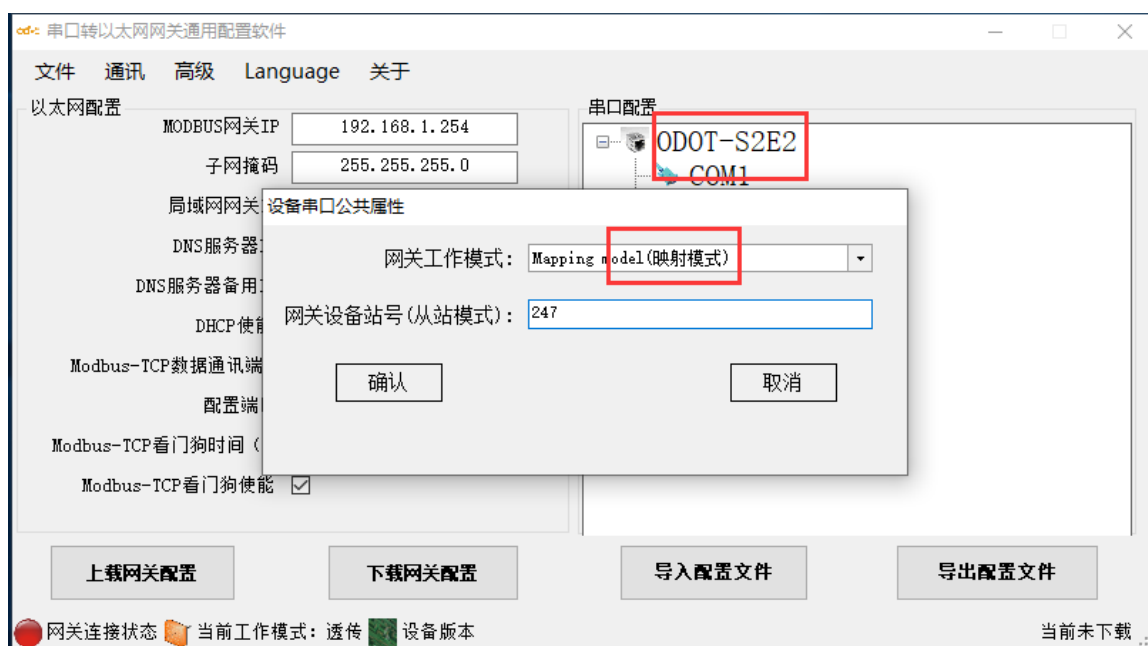 串口转以太网网关通用配置软件
文件 通讯 高级 Language 关于
以太网配置
MODBUS网关IP 192.168.1.254
子网掩码 255.255.255.0
局域网网关
DNS服务器
DNS服务器备用
DHCP使能
Modbus-TCP数据通讯端
配置端
Modbus-TCP看门狗时间（
Modbus-TCP看门狗使能
串口配置
ODOT-S2E2
COM1
设备串口公共属性
网关工作模式: Mapping model(映射模式)
网关设备站号(从站模式): 247
确认 取消
上载网关配置 下载网关配置 导入配置文件 导出配置文件
网关连接状态 当前工作模式: 透传 设备版本 当前未下载